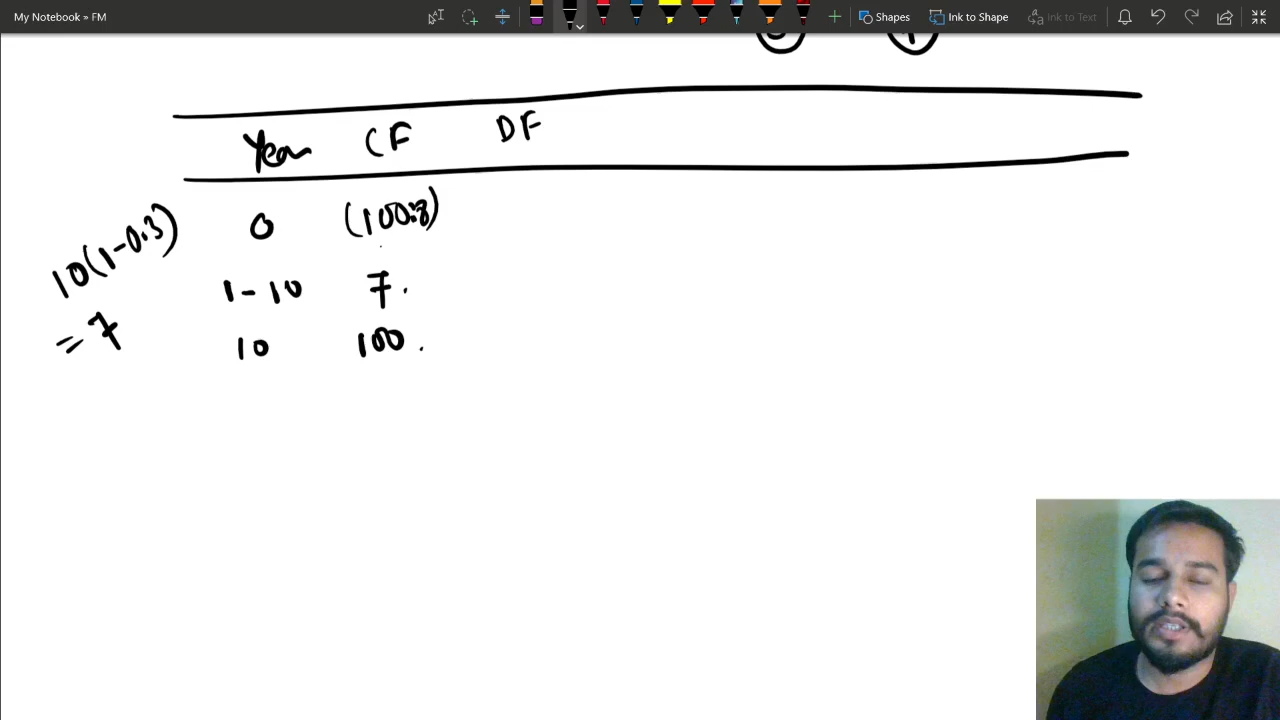 My Notebook » FM
Shapes
Ink to Shape
Ink to Text
Year CF DF
0 (100.8)
10(1-0.3)
= 7
1-10 7.
10 100.